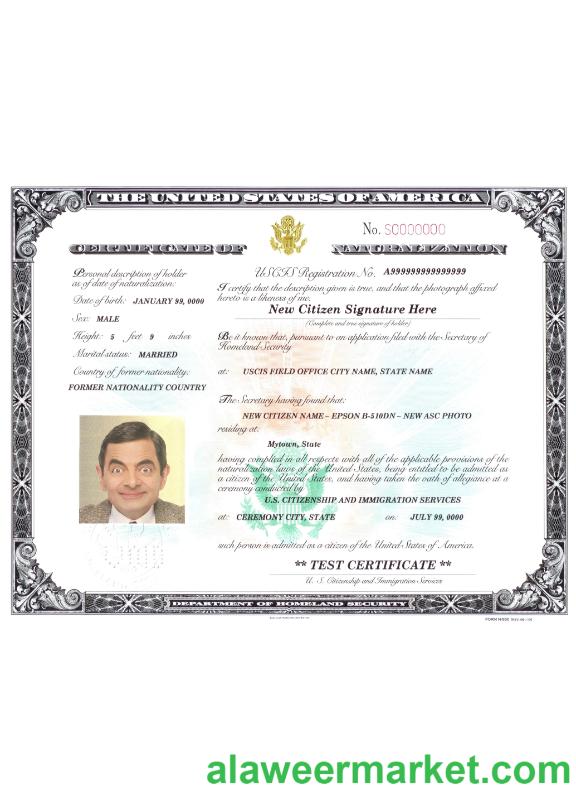 THE UNITED STATES OF AMERICA
No. SC000000
CERTIFICATE OF NATURALIZATION
Personal description of holder
as of date of naturalization:
Date of birth: JANUARY 99, 0000
Sex: MALE
Height: 5 feet 9 inches
Marital status: MARRIED
Country of former nationality:
FORMER NATIONALITY COUNTRY
USCIS Registration No. A999999999999999
I certify that the description given is true, and that the photograph affixed
hereto is a likeness of me.
New Citizen Signature Here
(Complete and true signature of holder)
Be it known that, pursuant to an application filed with the Secretary of
Homeland Security
at: USCIS FIELD OFFICE CITY NAME, STATE NAME
The Secretary having found that:
NEW CITIZEN NAME – EPSON B-510DN – NEW ASC PHOTO
residing at:
Mytown, State
having complied in all respects with all of the applicable provisions of the
naturalization laws of the United States, being entitled to be admitted as
a citizen of the United States, and having taken the oath of allegiance at a
ceremony conducted by
U.S. CITIZENSHIP AND IMMIGRATION SERVICES
at: CEREMONY CITY, STATE on: JULY 99, 0000
such person is admitted as a citizen of the United States of America.
** TEST CERTIFICATE **
U. S. Citizenship and Immigration Services
DEPARTMENT OF HOMELAND SECURITY
alaweermarket.com